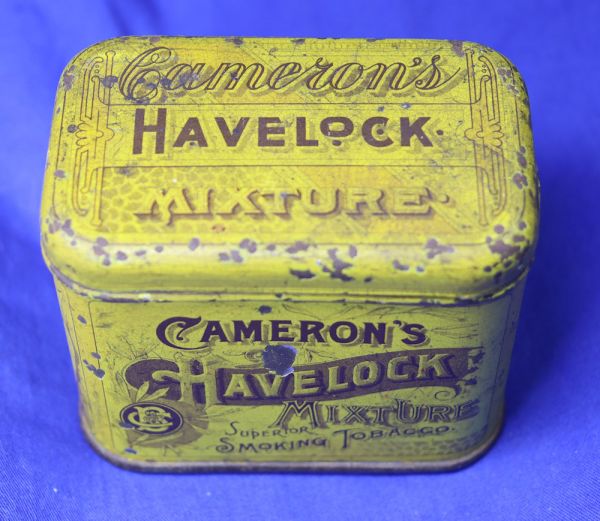 Cameron's
HAVELOCK.
MIXTURE.
CAMERON'S
HAVELOCK
MIXTURE
SUPERIOR
SMOKING TOBACCO.